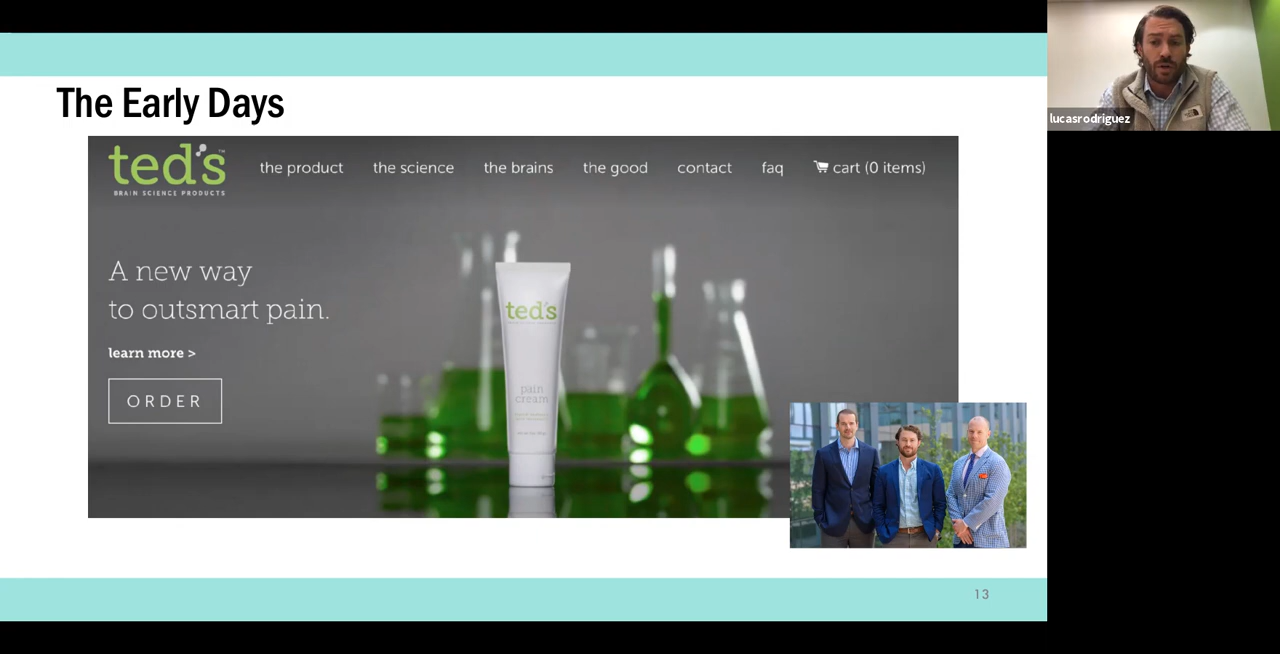 The Early Days
ted's™
BRAIN SCIENCE PRODUCTS
the product the science the brains the good contact faq cart (0 items)
A new way
to outsmart pain.
learn more >
ORDER
ted's
pain
cream
13
lucasrodriguez